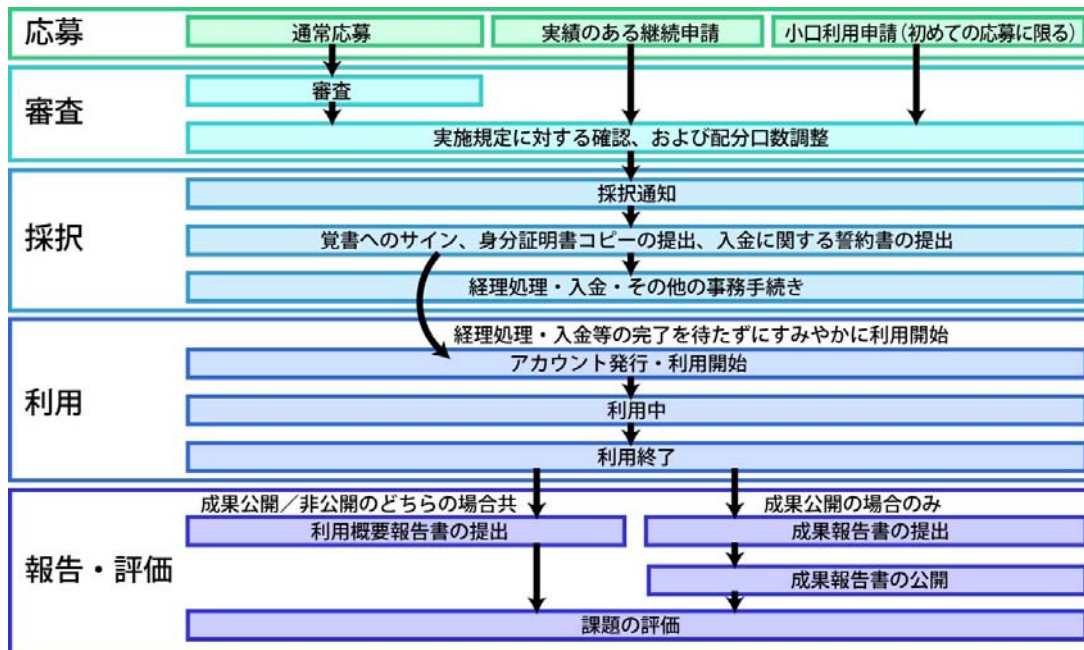 応募
通常応募
実績のある継続申請
小口利用申請(初めての応募に限る)
審査
審査
実施規定に対する確認、および配分口数調整
採択
採択通知
覚書へのサイン、身分証明書コピーの提出、入金に関する誓約書の提出
経理処理・入金・その他の事務手続き
利用
経理処理・入金等の完了を待たずにすみやかに利用開始
アカウント発行・利用開始
利用中
利用終了
報告・評価
成果公開／非公開のどちらの場合共
成果公開の場合のみ
利用概要報告書の提出
成果報告書の提出
成果報告書の公開
課題の評価